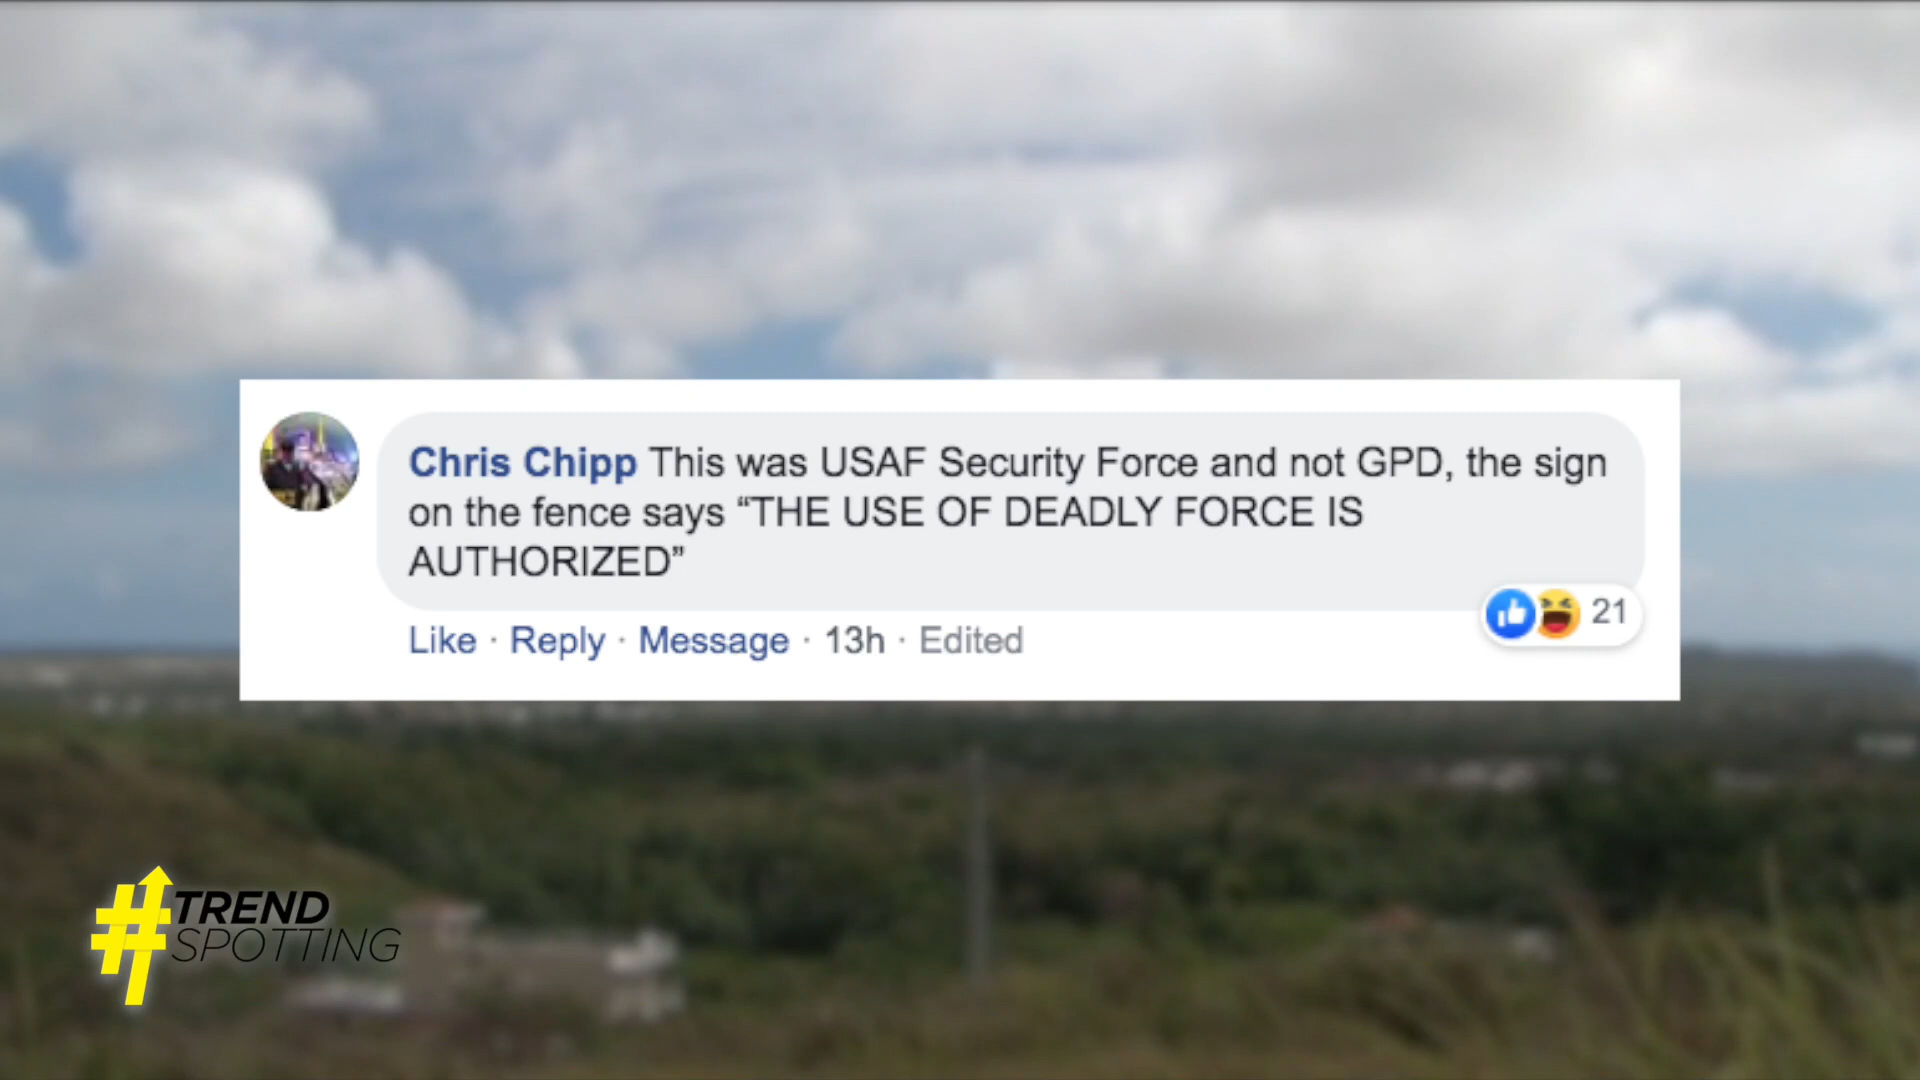 Chris Chipp This was USAF Security Force and not GPD, the sign
on the fence says “THE USE OF DEADLY FORCE IS
AUTHORIZED”
Like · Reply · Message · 13h · Edited
21
#TREND
SPOTTING